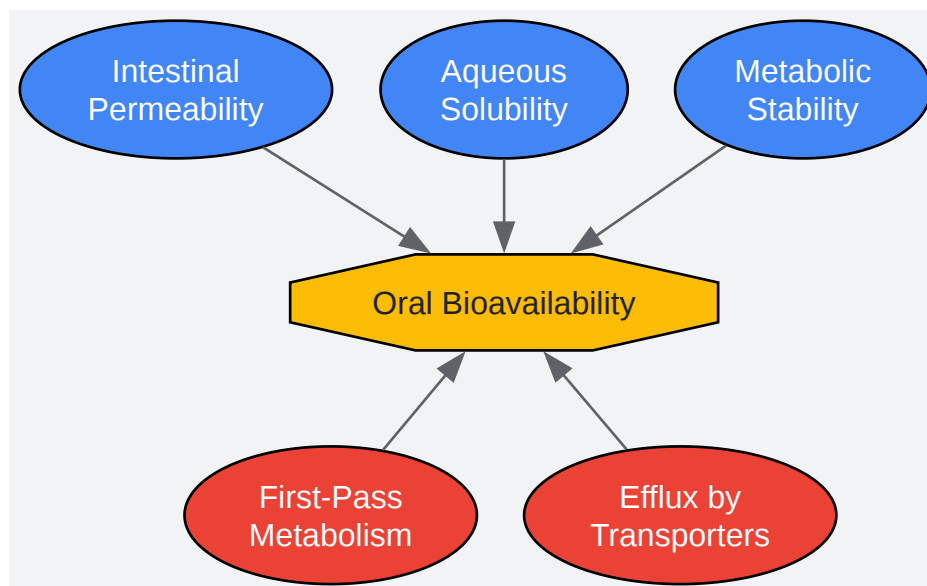 Intestinal
Permeability
Aqueous
Solubility
Metabolic
Stability
Oral Bioavailability
First-Pass
Metabolism
Efflux by
Transporters